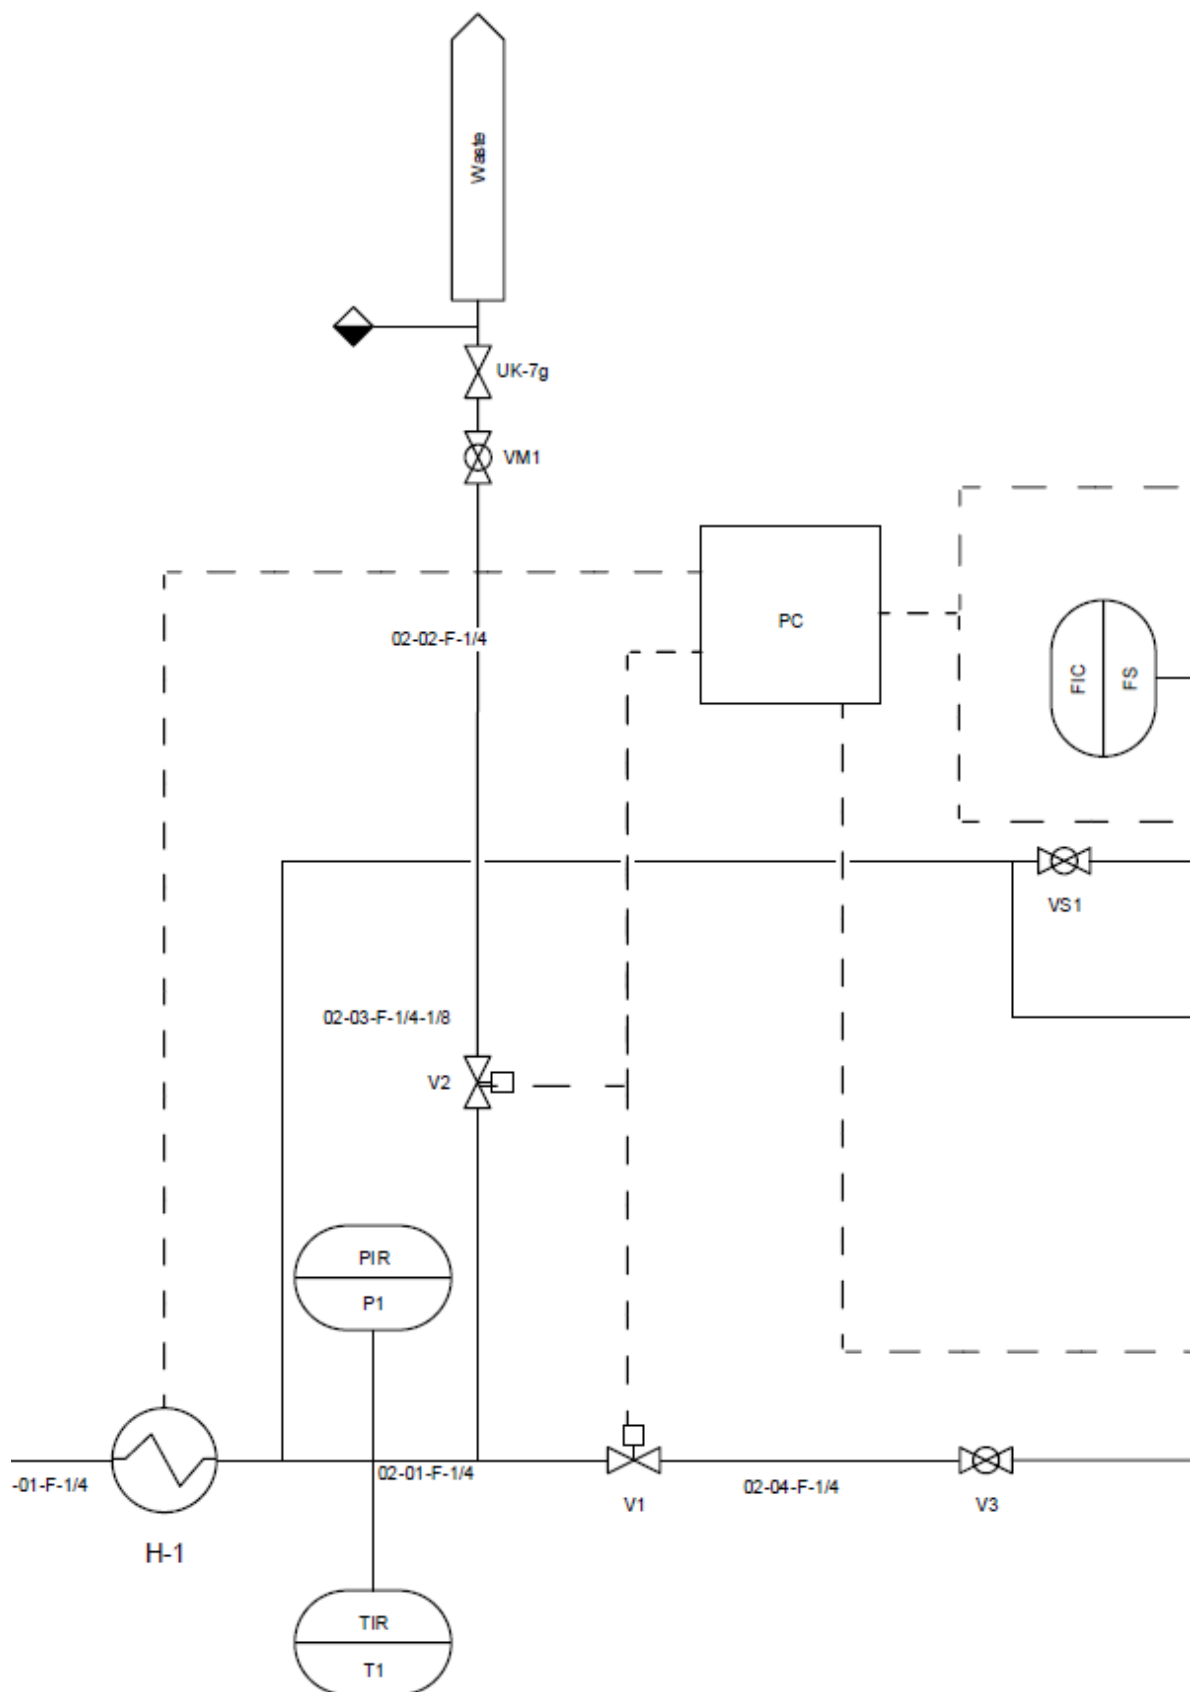 Waste
UK-7g
VM1
PC
02-02-F-1/4
FIC
FS
VS1
02-03-F-1/4-1/8
V2
PIR
P1
-01-F-1/4
02-01-F-1/4
V1
02-04-F-1/4
V3
H-1
TIR
T1